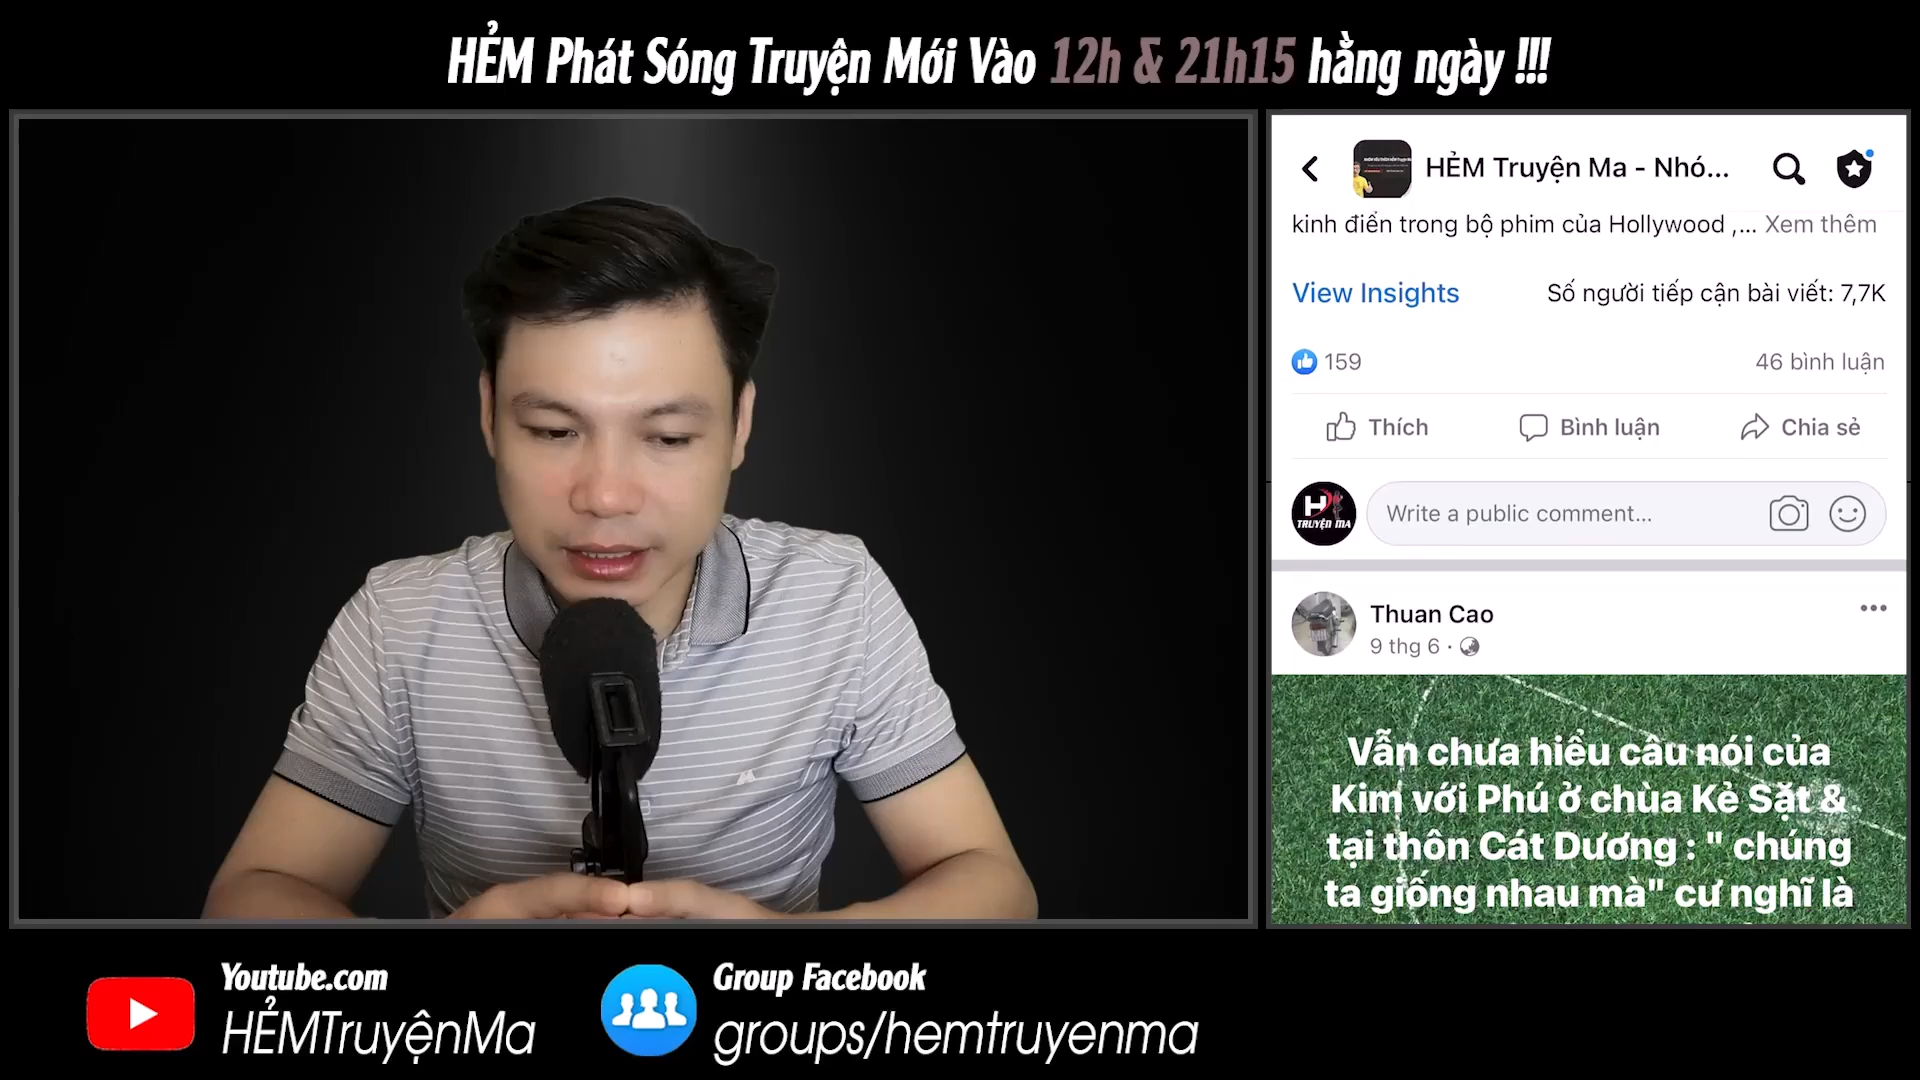 HẺM Phát Sóng Truyện Mới Vào 12h & 21h15 hằng ngày !!!
HẺM Truyện Ma - Nhó...
kinh điển trong bộ phim của Hollywood ,... Xem thêm
View Insights
Số người tiếp cận bài viết: 7,7K
159
46 bình luận
Thích
Bình luận
Chia sẻ
H
TRUYỆN MA
Write a public comment...
Thuan Cao
9 thg 6 ·
Vẫn chưa hiểu câu nói của
Kim với Phú ở chùa Kẻ Sặt &
tại thôn Cát Dương : " chúng
ta giống nhau mà" cư nghĩ là
Youtube.com
HẺMTruyệnMa
Group Facebook
groups/hemtruyenma